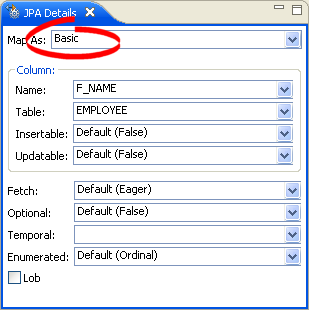 JPA Details
Map As: Basic
Column:
Name: F_NAME
Table: EMPLOYEE
Insertable: Default (False)
Updatable: Default (False)
Fetch: Default (Eager)
Optional: Default (False)
Temporal:
Enumerated: Default (Ordinal)
Lob